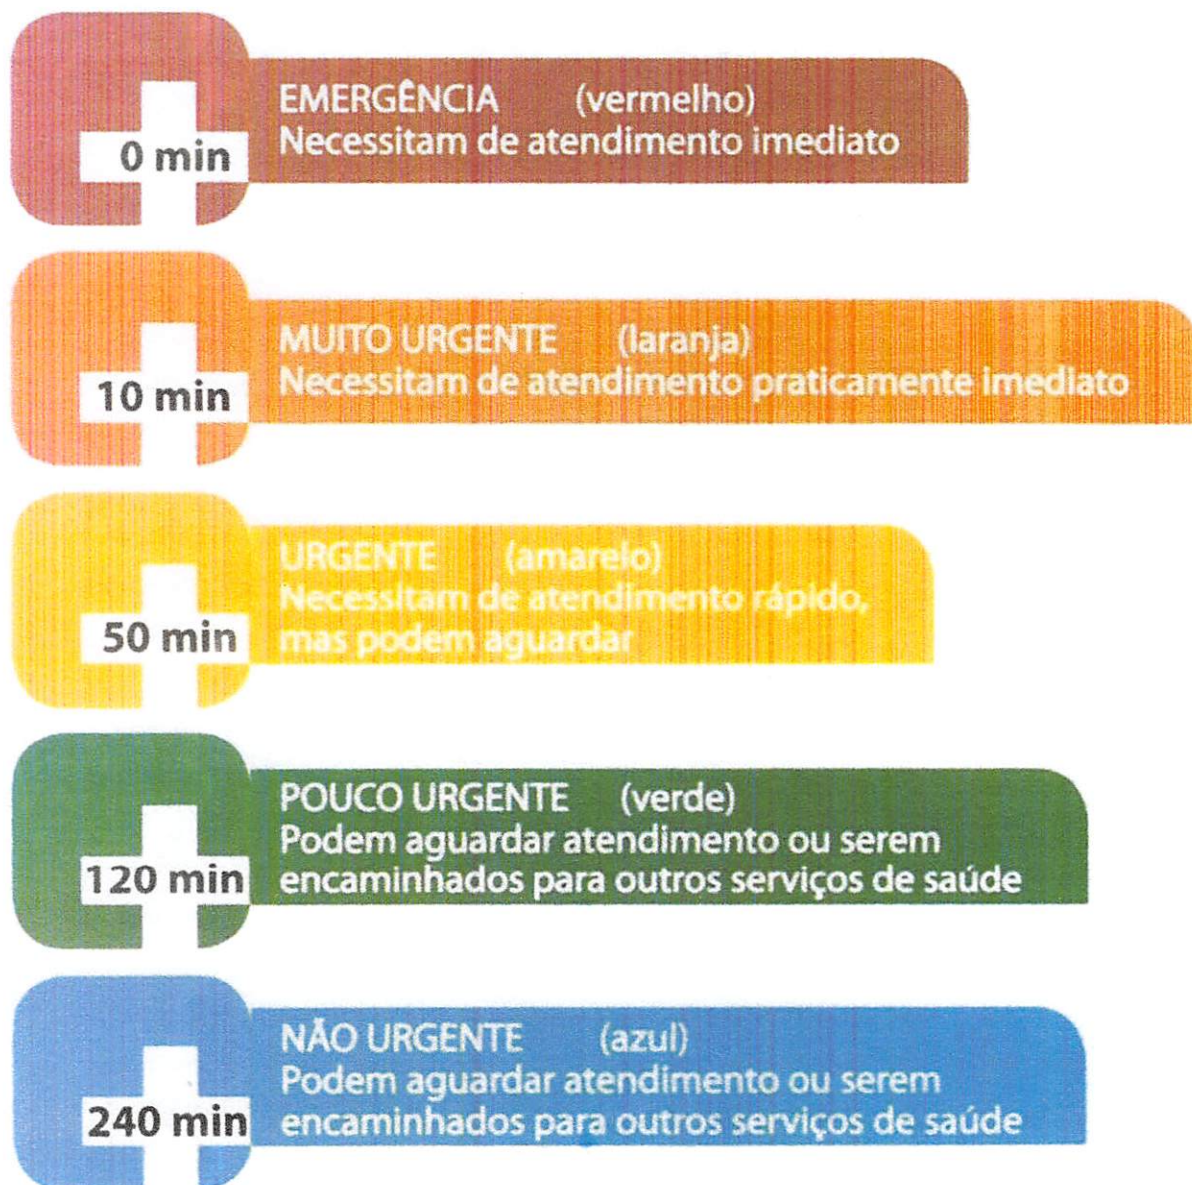 EMERGÊNCIA (vermelho)
0 min Necessitam de atendimento imediato
MUITO URGENTE (laranja)
10 min Necessitam de atendimento praticamente imediato
URGENTE (amarelo)
Necessitam de atendimento rápido,
50 min mas podem aguardar
POUCO URGENTE (verde)
Podem aguardar atendimento ou serem
120 min encaminhados para outros serviços de saúde
NÃO URGENTE (azul)
Podem aguardar atendimento ou serem
240 min encaminhados para outros serviços de saúde